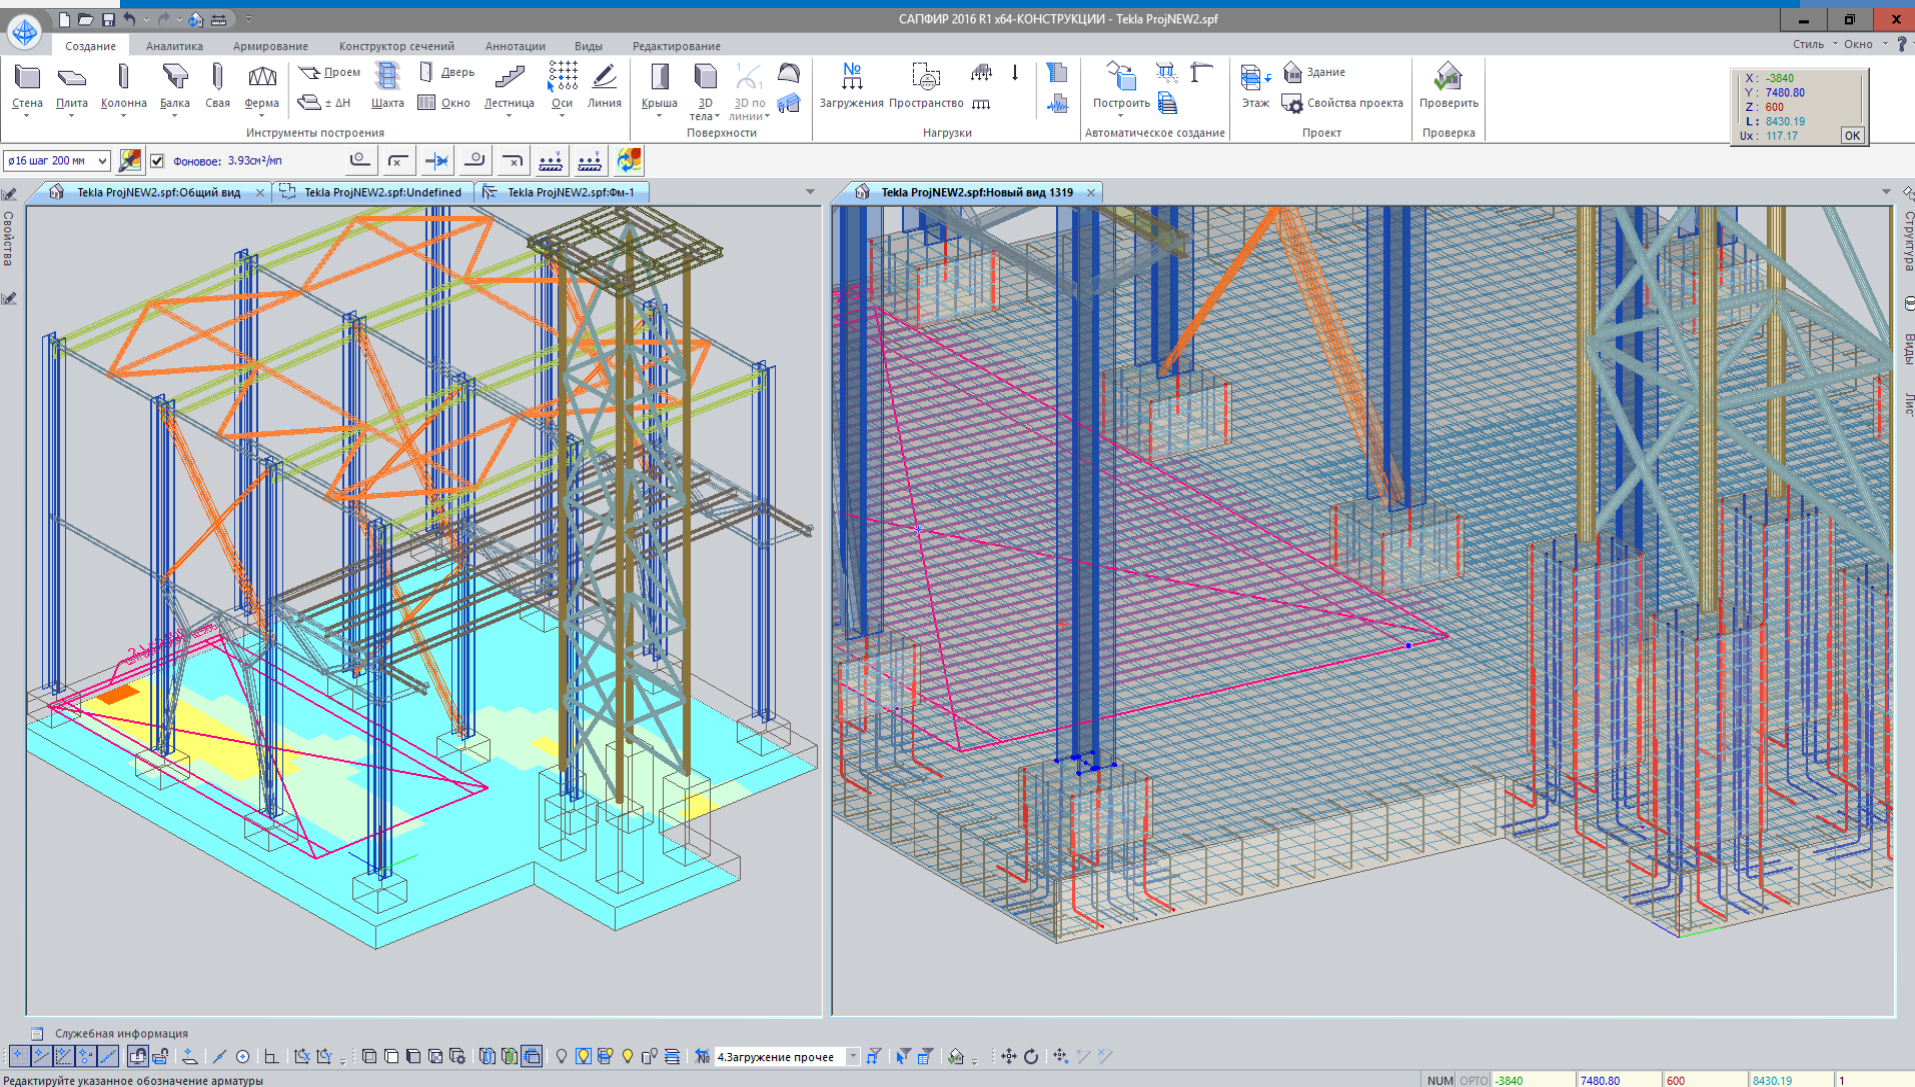 САПФИР 2016 R1 x64-КОНСТРУКЦИИ - Tekla ProjNEW2.spf
Создание Аналитика Армирование Конструктор сечений Аннотации Виды Редактирование
Стиль Окно ?
Стена Плита Колонна Балка Свая Ферма
Проем ± ΔН Шахта Дверь Окно Лестница Оси Линия
Инструменты построения
Крыша 3D тела 3D по линии
Поверхности
№ Загружения Пространство
Нагрузки
Построить
Автоматическое создание
Этаж Здание Свойства проекта
Проект
Проверить
Проверка
X: -3840
Y: 7480.80
Z: 600
L: 8430.19
Ux: 117.17
OK
ø16 шаг 200 мм Фоновое: 3.93см²/мп
Tekla ProjNEW2.spf:Общий вид Tekla ProjNEW2.spf:Undefined Tekla ProjNEW2.spf:Фм-1 Tekla ProjNEW2.spf:Новый вид 1319
Свойства
Структура
Виды
Служебная информация
4.Загружение прочее
Редактируйте указанное обозначение арматуры
NUM ОРТО -3840 7480.80 600 8430.19 1